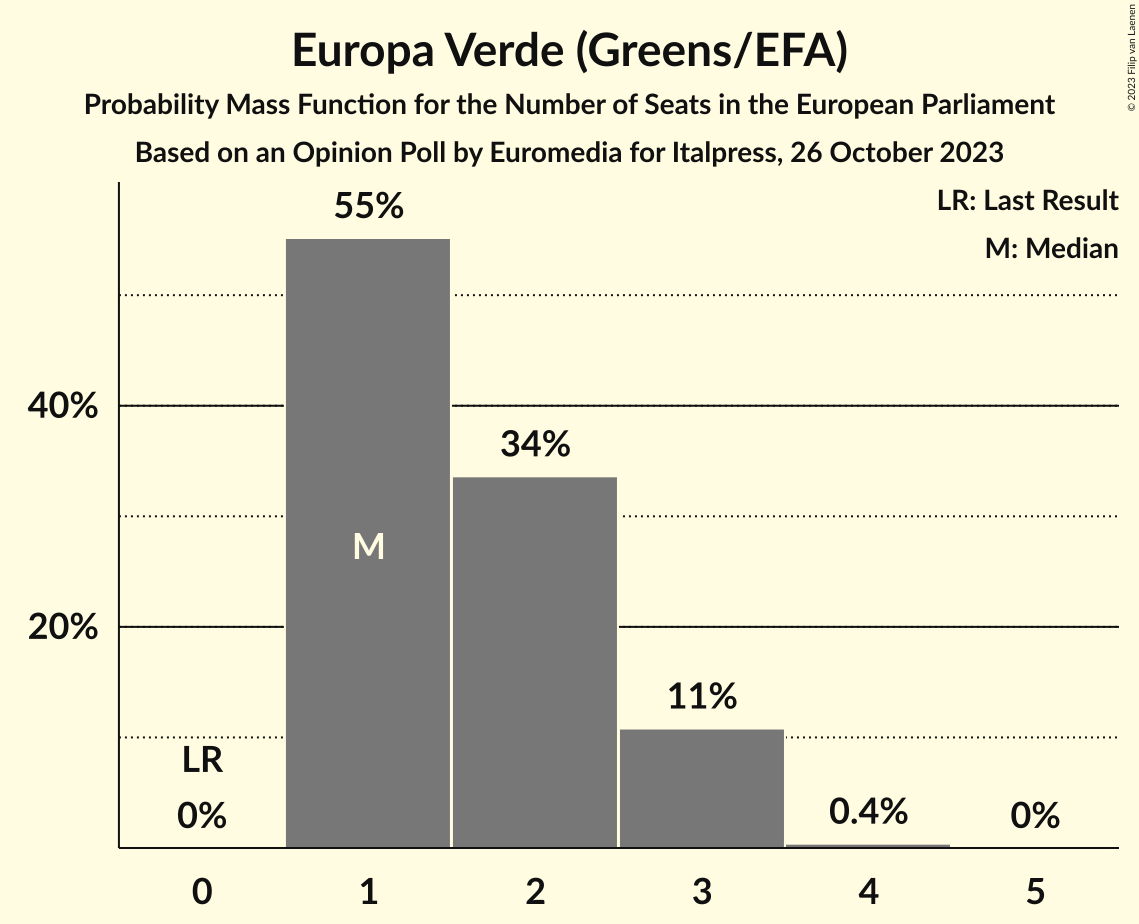 Europa Verde (Greens/EFA)
Probability Mass Function for the Number of Seats in the European Parliament
Based on an Opinion Poll by Euromedia for Italpress, 26 October 2023
© 2023 Filip van Laenen
LR: Last Result
M: Median
55%
40%
34%
M
20%
11%
LR
0%
0.4%
0%
0 1 2 3 4 5